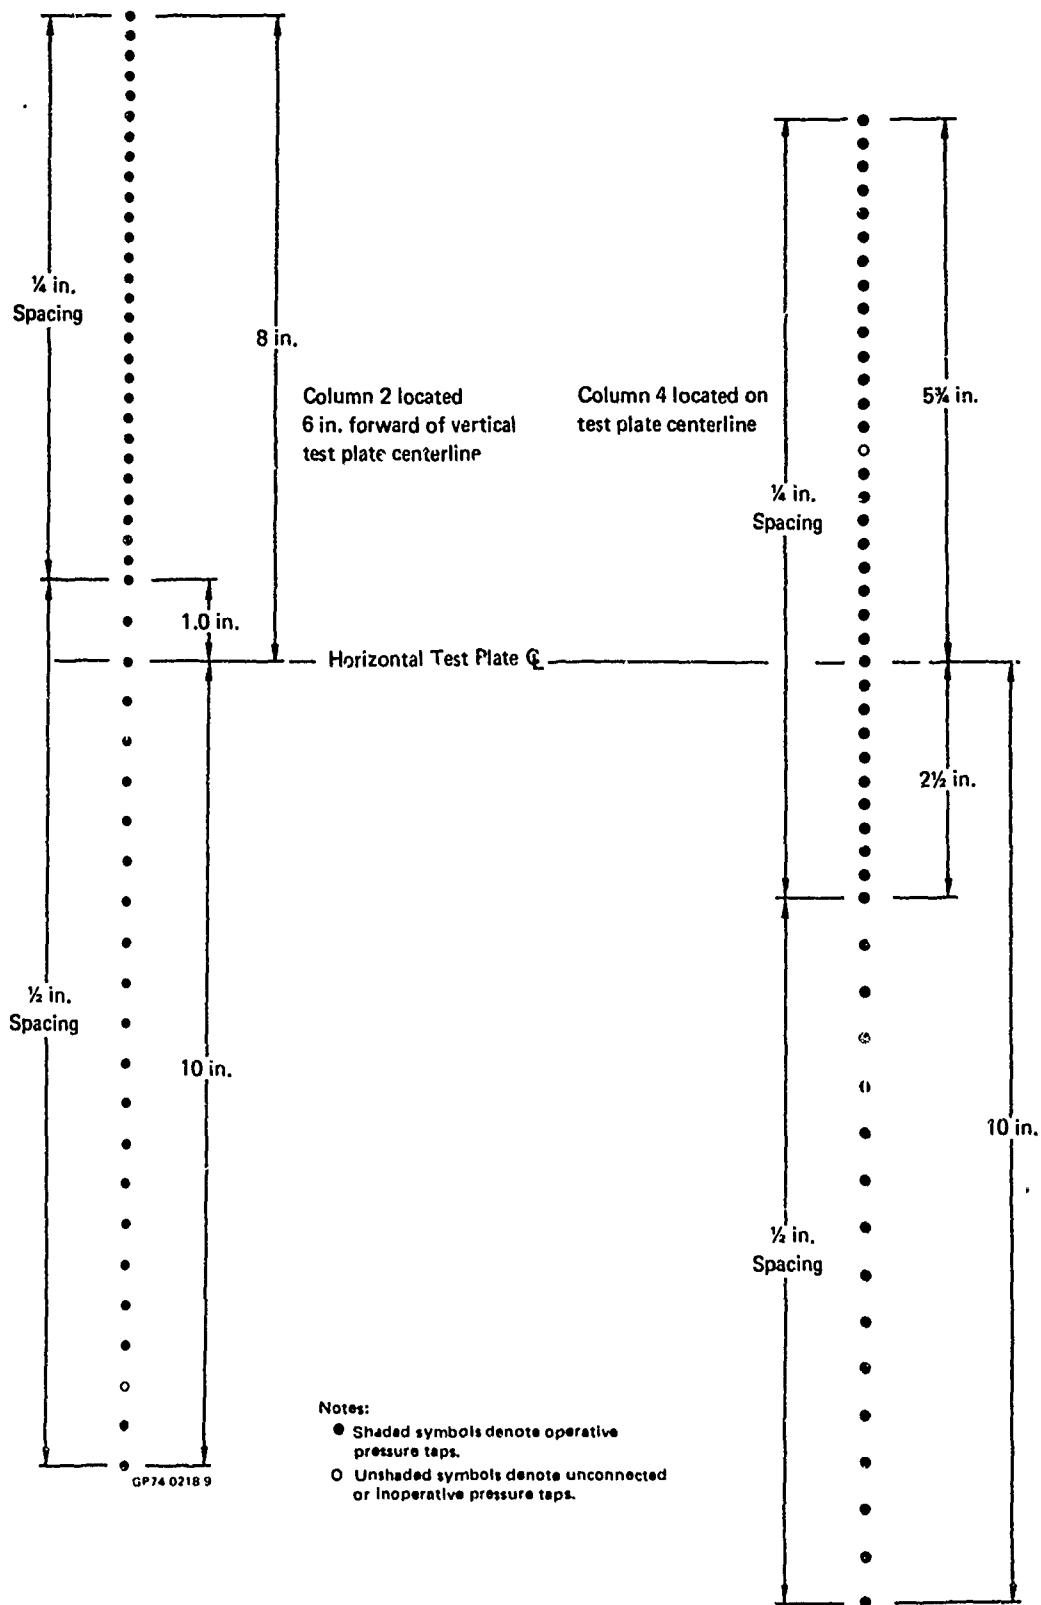 ¼ in.
Spacing
8 in.
Column 2 located
6 in. forward of vertical
test plate centerline
Column 4 located on
test plate centerline
5¾ in.
¼ in.
Spacing
1.0 in.
Horizontal Test Plate ℄
2½ in.
½ in.
Spacing
10 in.
10 in.
½ in.
Spacing
Notes:
● Shaded symbols denote operative
pressure taps.
○ Unshaded symbols denote unconnected
or inoperative pressure taps.
GP74 0218 9